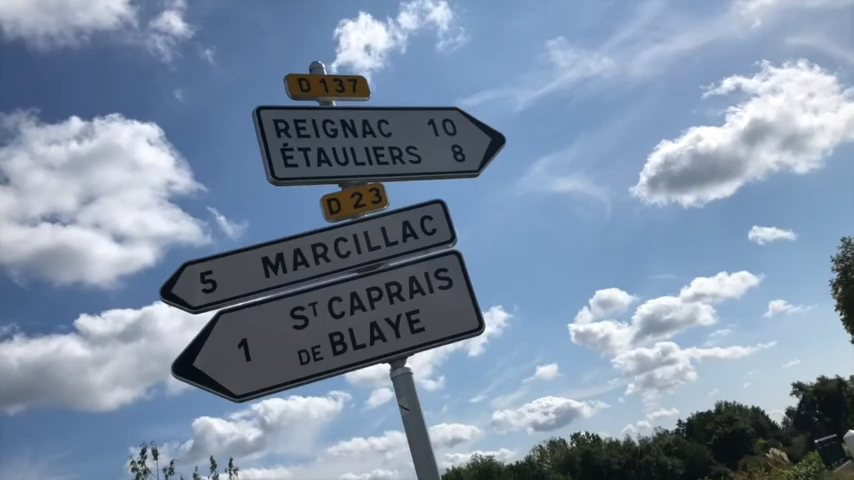 D 137
REIGNAC 10
ÉTAULIERS 8
D 23
5 MARCILLAC
1 ST CAPRAIS
DE BLAYE